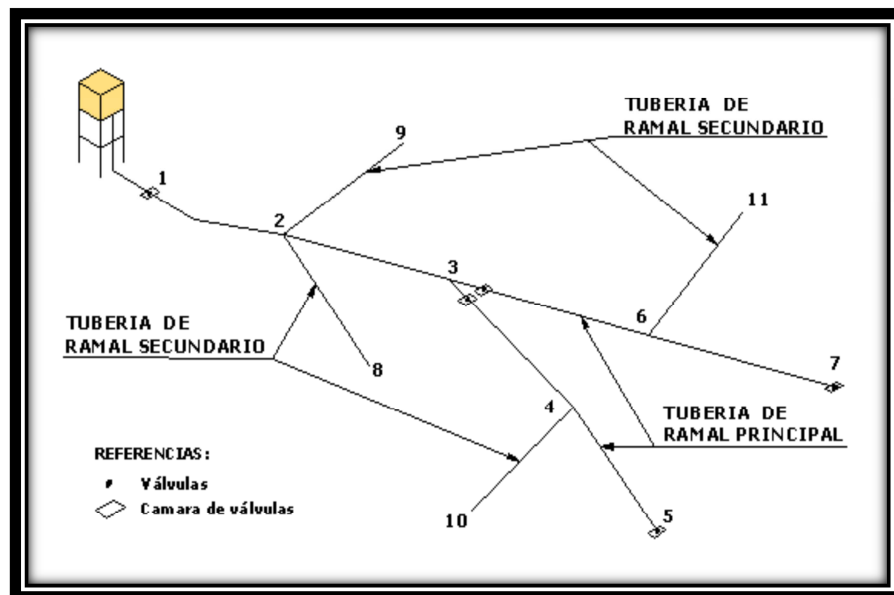 TUBERIA DE
RAMAL SECUNDARIO
9
1
11
2
3
6
TUBERIA DE
RAMAL SECUNDARIO
8
7
4
TUBERIA DE
RAMAL PRINCIPAL
REFERENCIAS:
Válvulas
Camara de válvulas
10
5